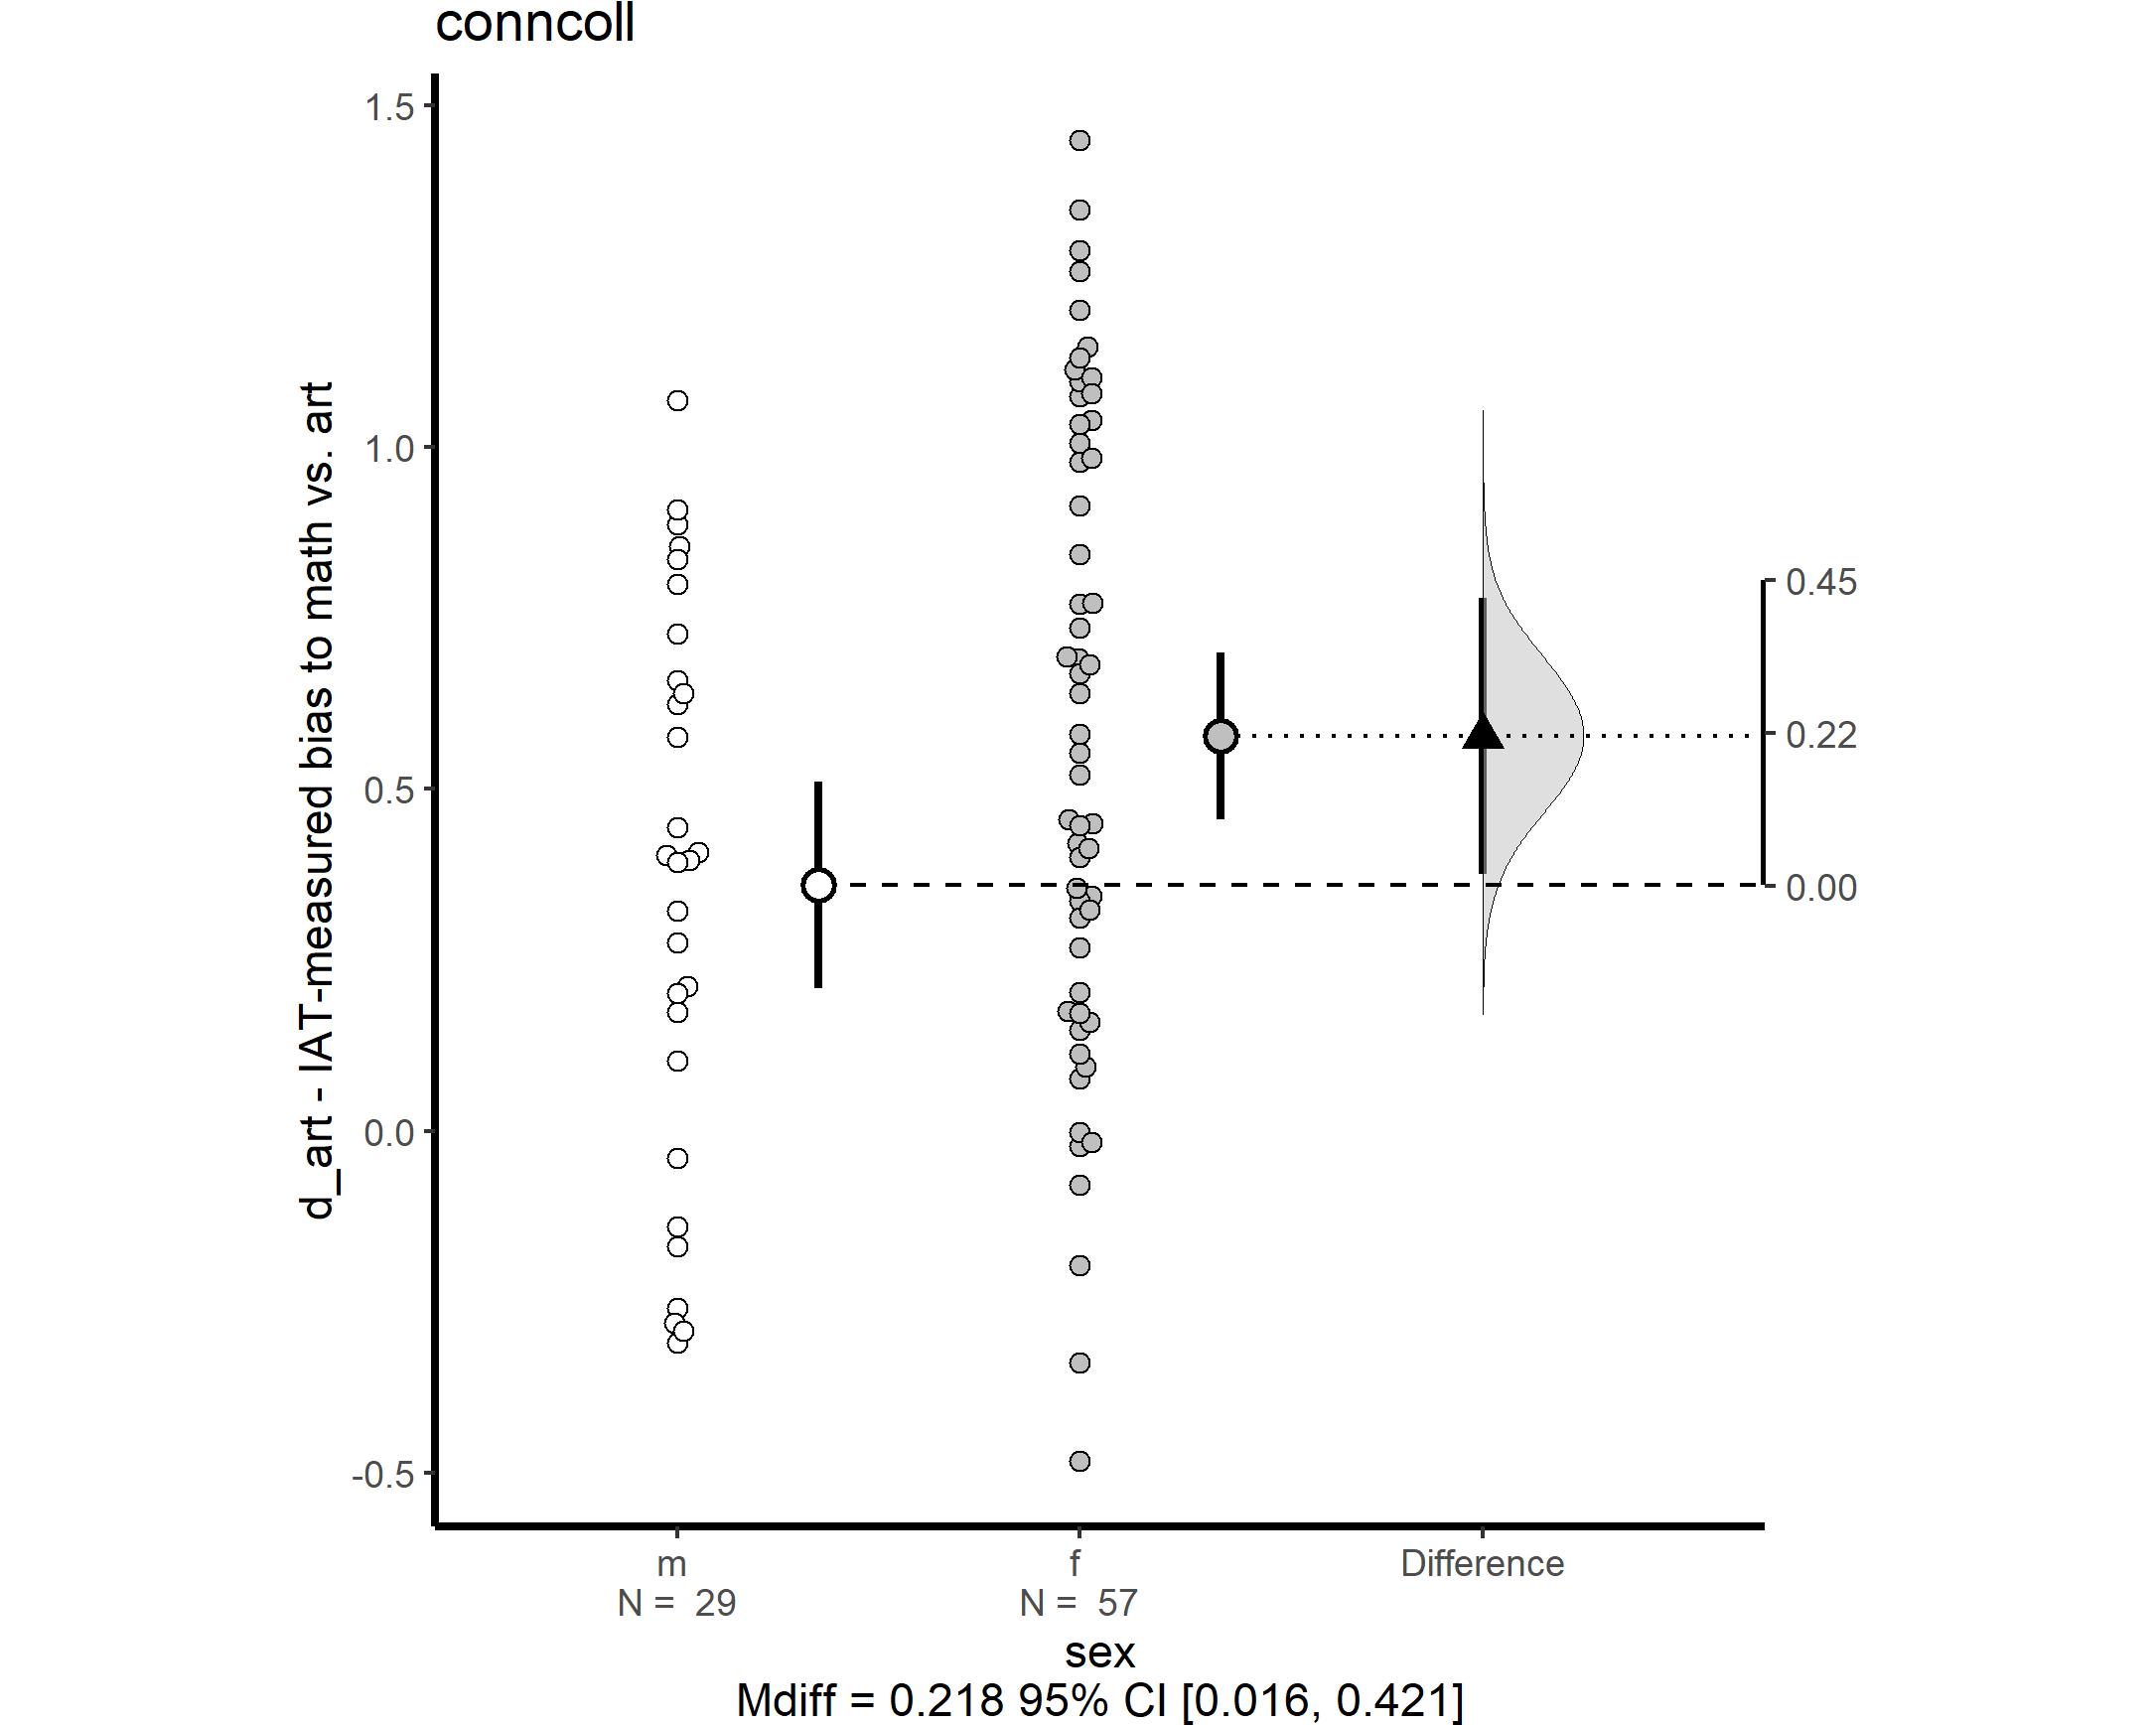 conncoll
d_art - IAT-measured bias to math vs. art
1.5
1.0
0.5
0.0
-0.5
0.45
0.22
0.00
m
N =  29
f
N =  57
Difference
sex
Mdiff = 0.218 95% CI [0.016, 0.421]